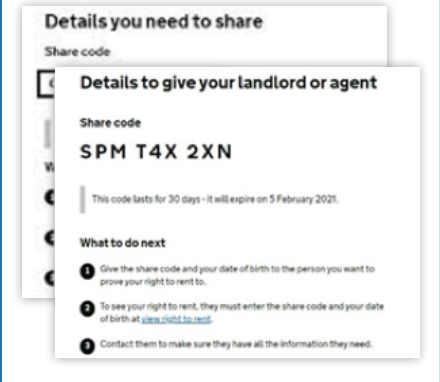 Details you need to share
Share code
Details to give your landlord or agent
Share code
SPM T4X 2XN
This code lasts for 30 days - it will expire on 5 February 2021.
What to do next
1 Give the share code and your date of birth to the person you want to
prove your right to rent to.
2 To see your right to rent, they must enter the share code and your date
of birth at view right to rent.
3 Contact them to make sure they have all the information they need.